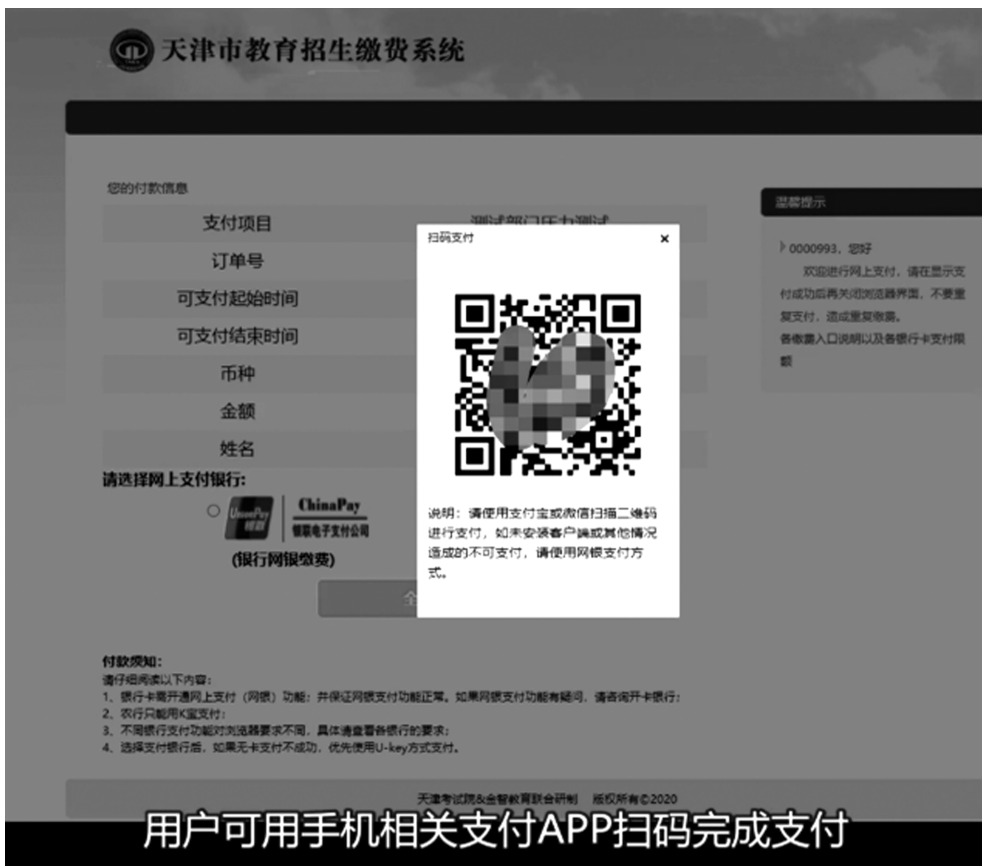 天津市教育招生缴费系统
您的付款信息
支付项目
测试部门压力测试
订单号
可支付起始时间
可支付结束时间
币种
金额
姓名
请选择网上支付银行:
UnionPay
银联
ChinaPay
银联电子支付公司
(银行网银缴费)
全
扫码支付
×
说明：请使用支付宝或微信扫描二维码
进行支付，如未安装客户端或其他情况
造成的不可支付，请使用网银支付方
式。
温馨提示
0000993，您好
欢迎进行网上支付，请在显示支
付成功后再关闭浏览器界面，不要重
复支付，造成重复缴费。
各缴费入口说明以及各银行卡支付限
额
付款须知：
请仔细阅读以下内容：
1、银行卡需开通网上支付（网银）功能；并保证网银支付功能正常。如果网银支付功能有疑问，请咨询开卡银行；
2、农行只能用K宝支付；
3、不同银行支付功能对浏览器要求不同，具体请查看各银行的要求；
4、选择支付银行后，如果无卡支付不成功，优先使用U-key方式支付。
天津考试院&金智教育联合研制 版权所有©2020
用户可用手机相关支付APP扫码完成支付